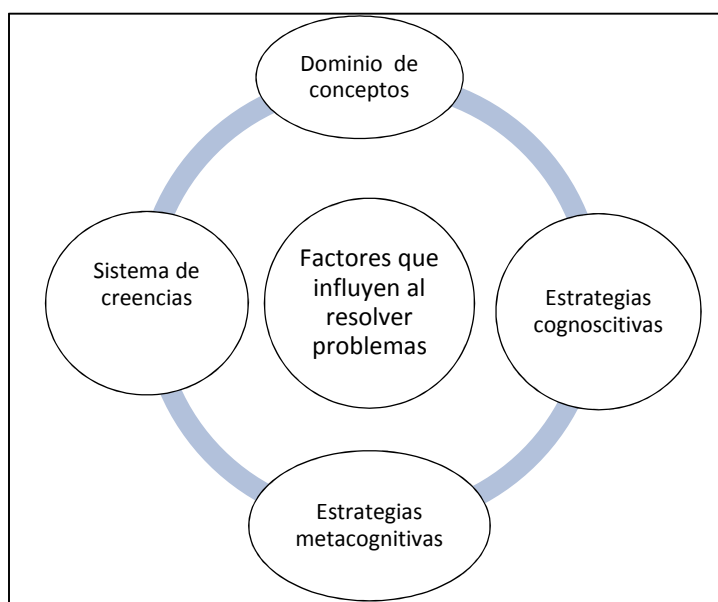 Dominio de
conceptos
Sistema de
creencias
Factores que
influyen al
resolver
problemas
Estrategias
cognoscitivas
Estrategias
metacognitivas